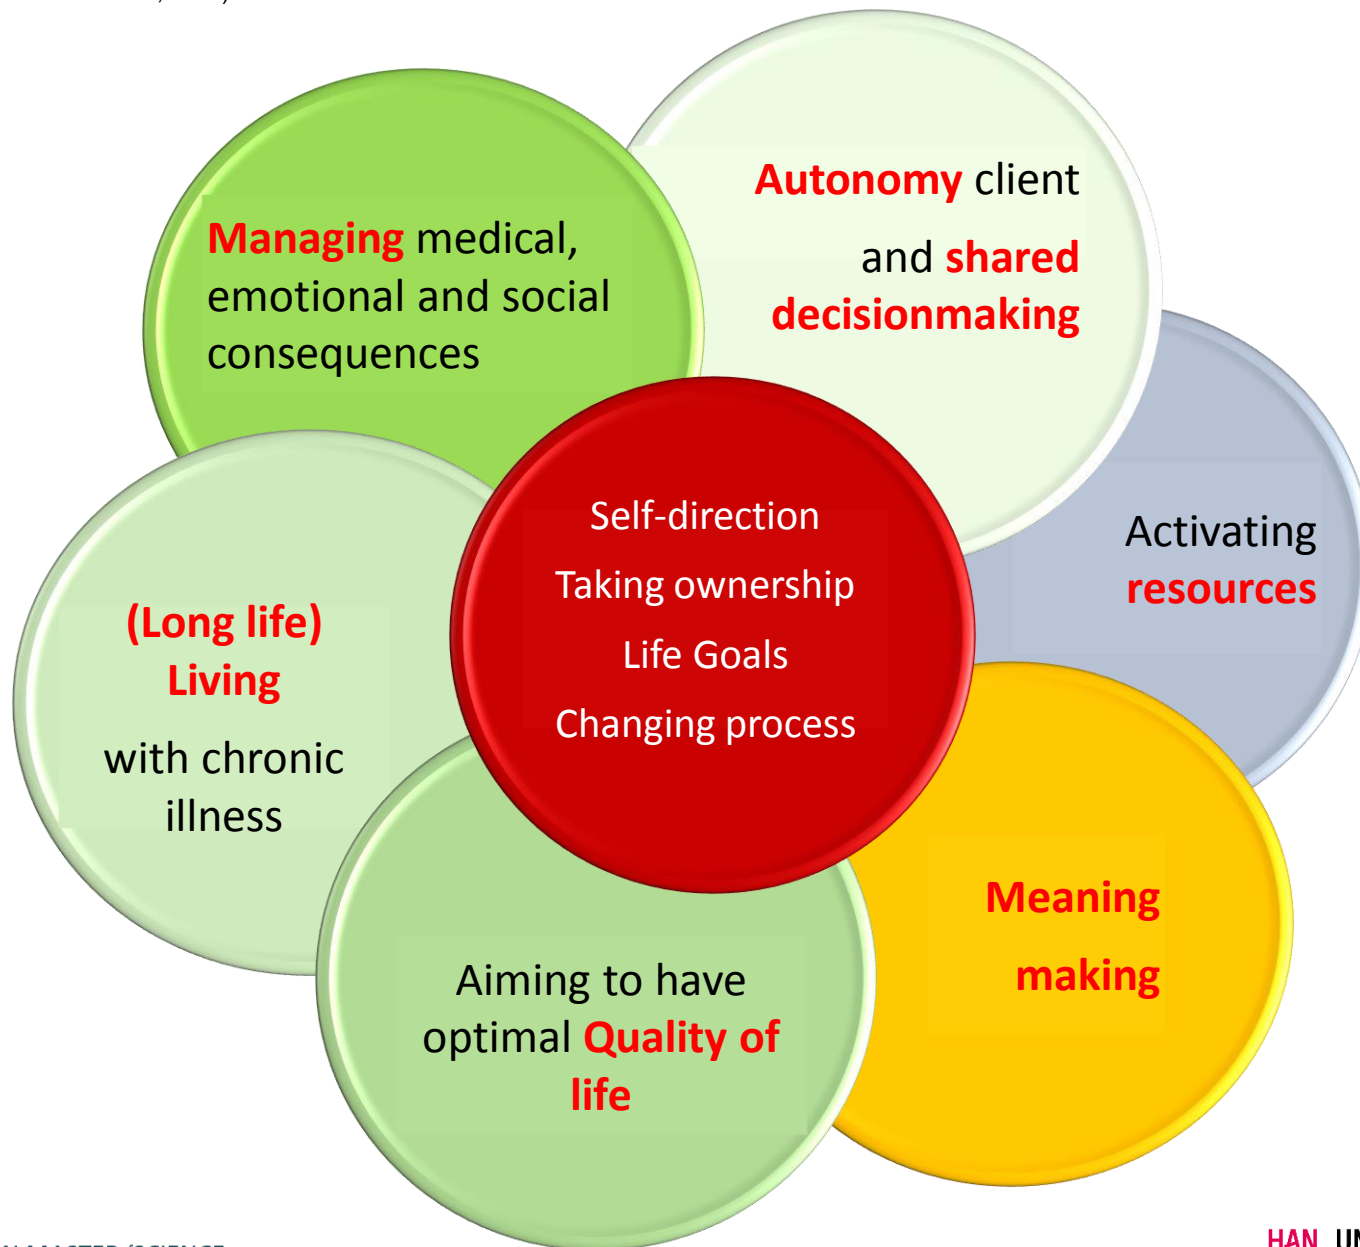 Autonomy client
and shared
decisionmaking
Managing medical,
emotional and social
consequences
Activating
resources
Self-direction
Taking ownership
Life Goals
Changing process
(Long life)
Living
with chronic
illness
Meaning
making
Aiming to have
optimal Quality of
life
HAN